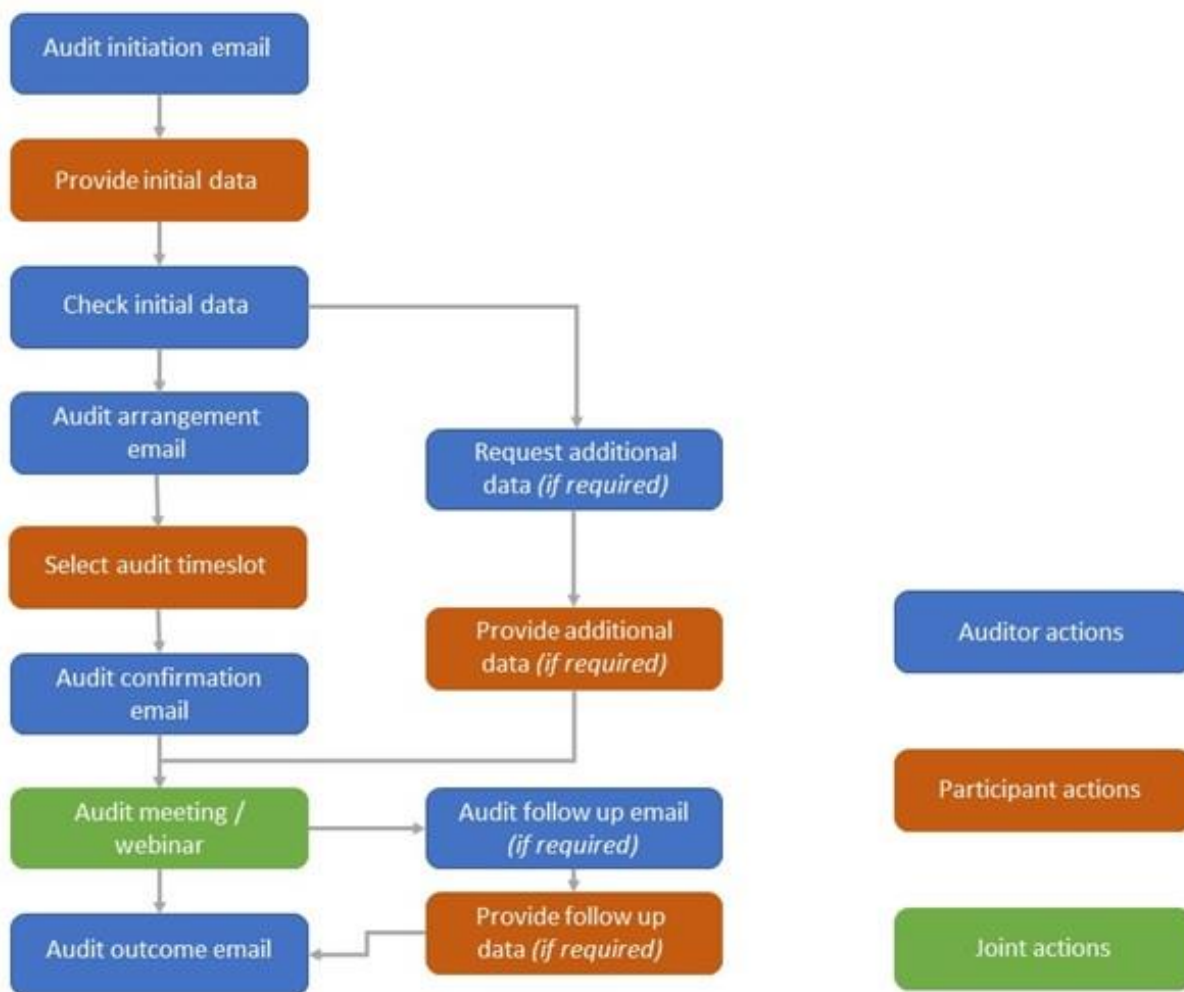 Audit initiation email
Provide initial data
Check initial data
Audit arrangement
email
Request additional
data (if required)
Select audit timeslot
Provide additional
data (if required)
Audit confirmation
email
Audit meeting /
webinar
Audit follow up email
(if required)
Audit outcome email
Provide follow up
data (if required)
Auditor actions
Participant actions
Joint actions